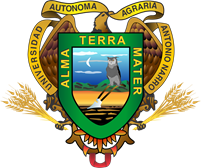 UNIVERSIDAD AUTONOMA AGRARIA ANTONIO NARRO
ALMA TERRA MATER